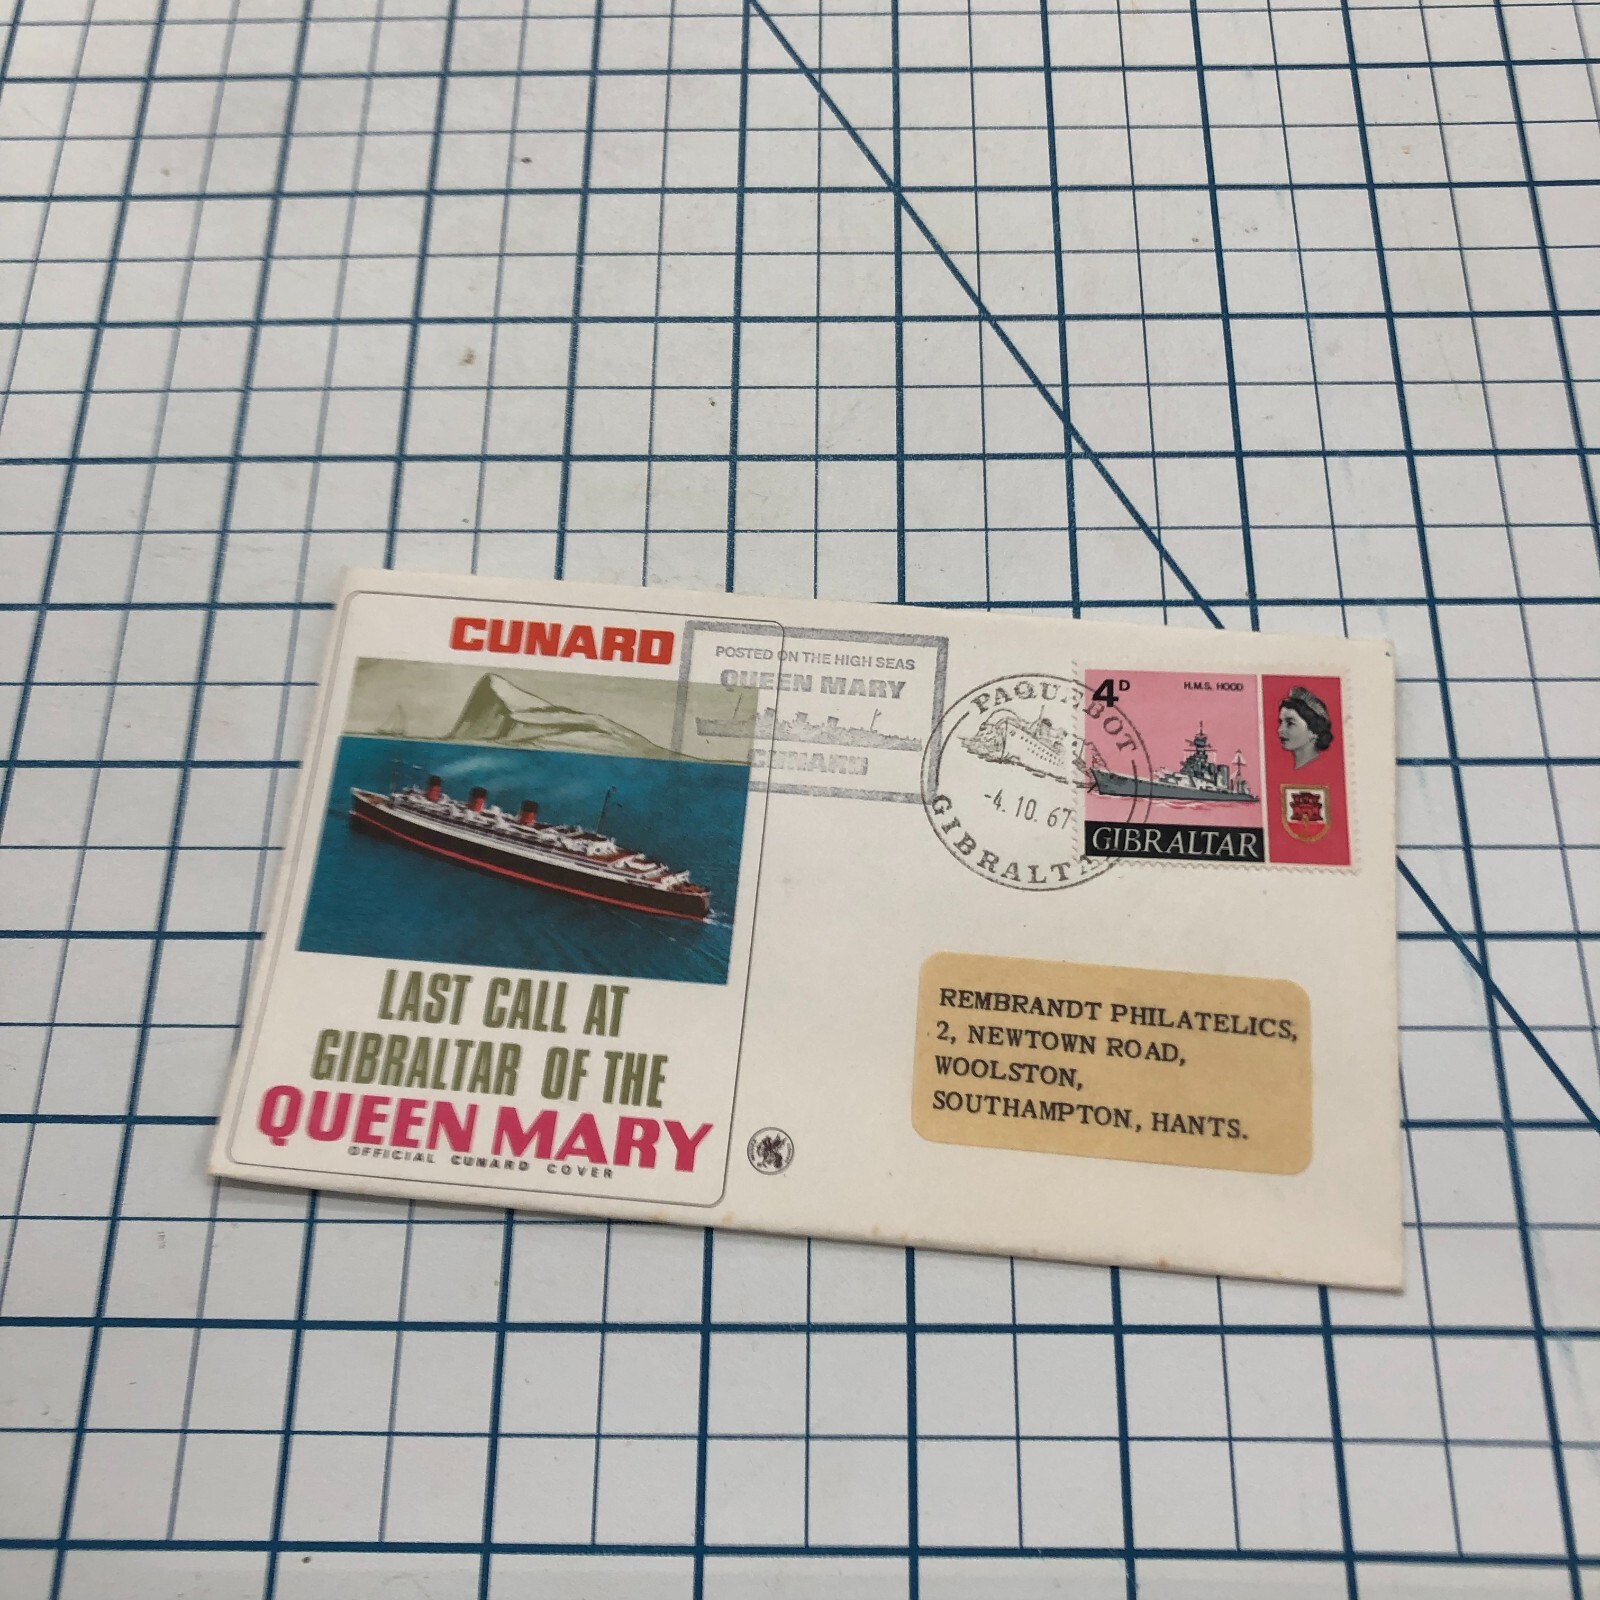 CUNARD
LAST CALL AT
GIBRALTAR OF THE
QUEEN MARY
OFFICIAL CUNARD COVER
POSTED ON THE HIGH SEAS
QUEEN MARY
CUNARD
PAQUEBOT
-4.10.67
GIBRALTAR
4D
H.M.S. HOOD
GIBRALTAR
REMBRANDT PHILATELICS,
2, NEWTOWN ROAD,
WOOLSTON,
SOUTHAMPTON, HANTS.